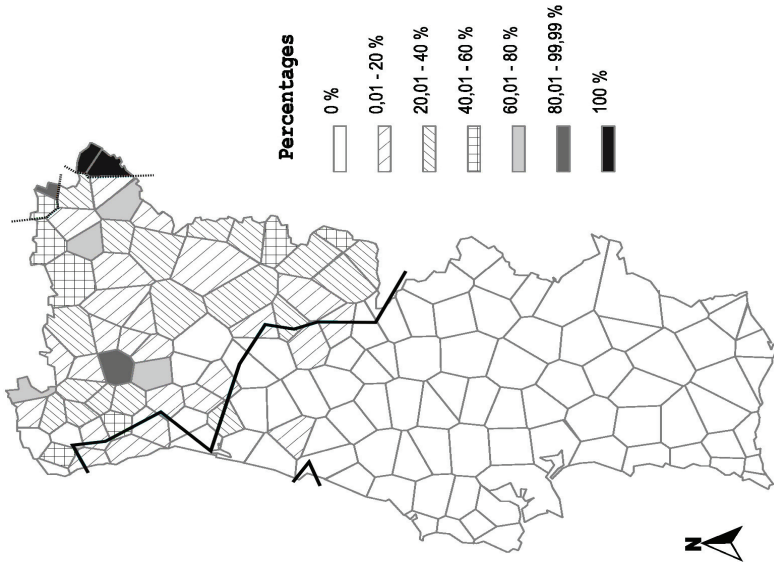 Percentages
0 %
0,01 - 20 %
20,01 - 40 %
40,01 - 60 %
60,01 - 80 %
80,01 - 99,99 %
100 %
N